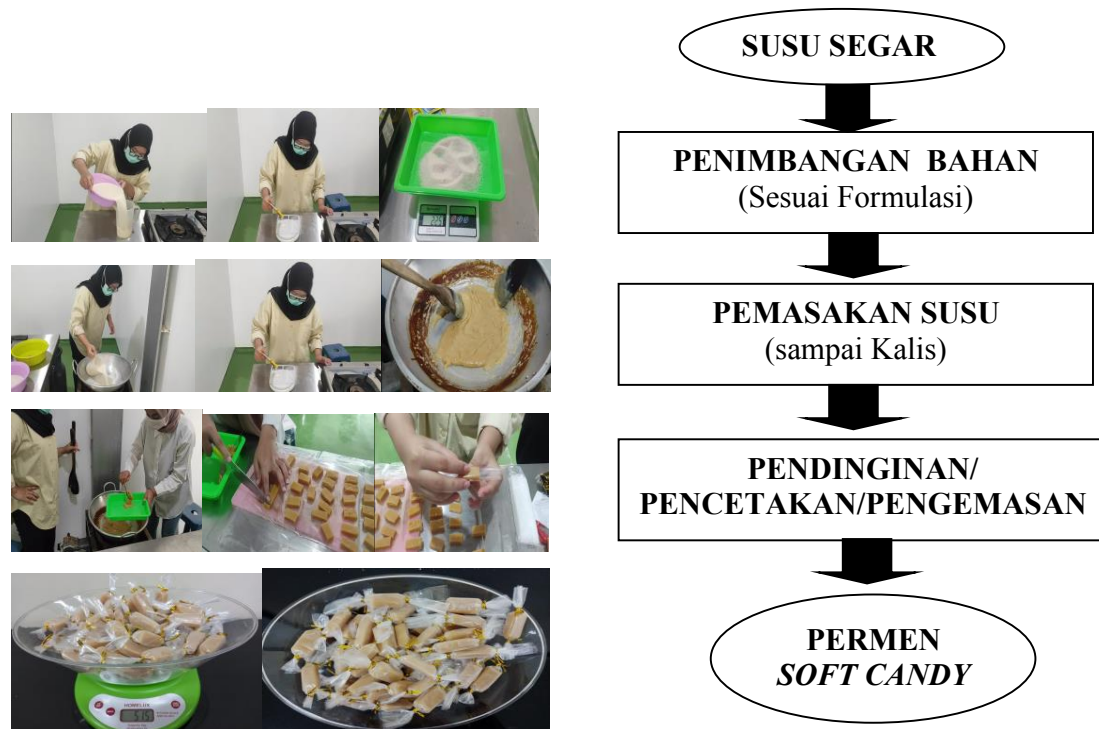 SUSU SEGAR
PENIMBANGAN BAHAN
(Sesuai Formulasi)
PEMASAKAN SUSU
(sampai Kalis)
PENDINGINAN/
PENCETAKAN/PENGEMASAN
PERMEN
SOFT CANDY